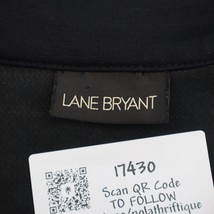 LANE BRYANT
17430
Scan QR Code
TO FOLLOW